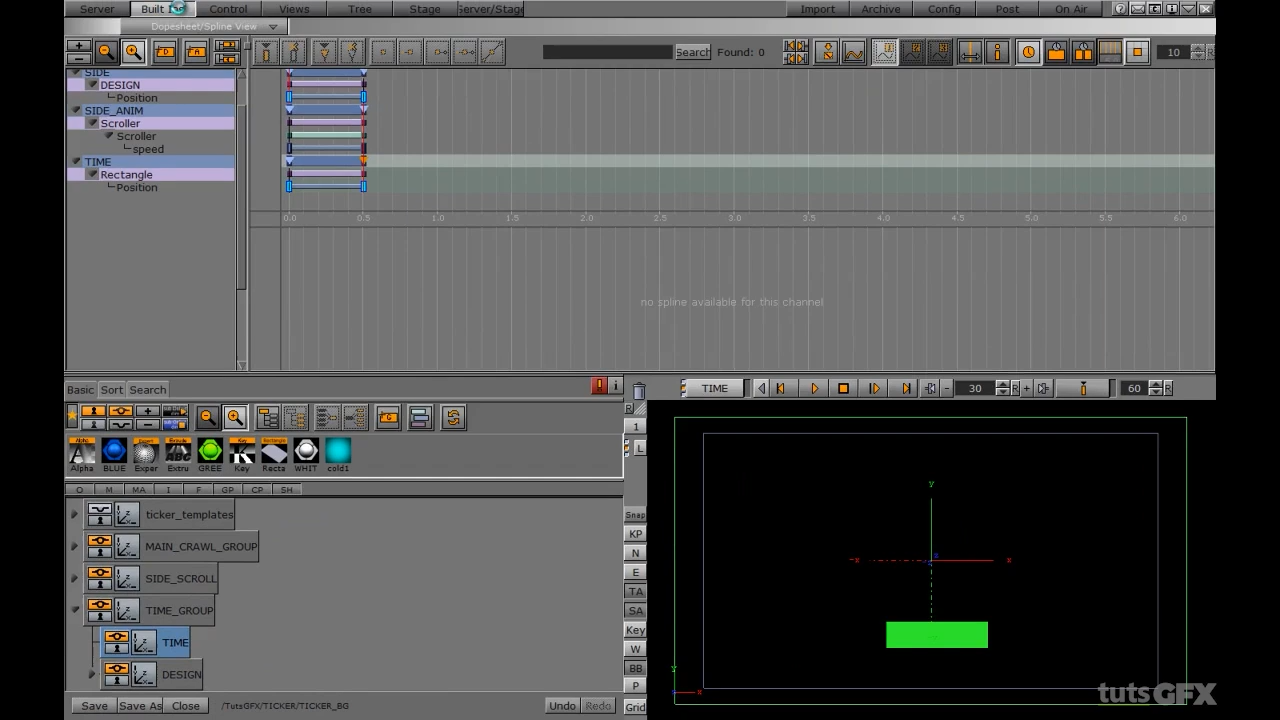 Server Built Control Views Tree Stage Server/Stage Import Archive Config Post On Air
Dopesheet/Spline View
Search Found: 0 10 R
SIDE
DESIGN
Position
SIDE_ANIM
Scroller
Scroller
speed
TIME
Rectangle
Position
0.0 0.5 1.0 1.5 2.0 2.5 3.0 3.5 4.0 4.5 5.0 5.5 6.0
no spline available for this channel
Basic Sort Search
TIME 30 R 60 R
R
1
L
Alpha BLUE Exper Extru GREE Key Recta WHIT cold1
O M MA I F GP CP SH
Snap
KP
N
E
TA
SA
Key
W
BB
P
Grid
ticker_templates
MAIN_CRAWL_GROUP
SIDE_SCROLL
TIME_GROUP
TIME
DESIGN
y
-x z x
y
x
Save Save As Close /TutsGFX/TICKER/TICKER_BG Undo Redo
tutsGFX